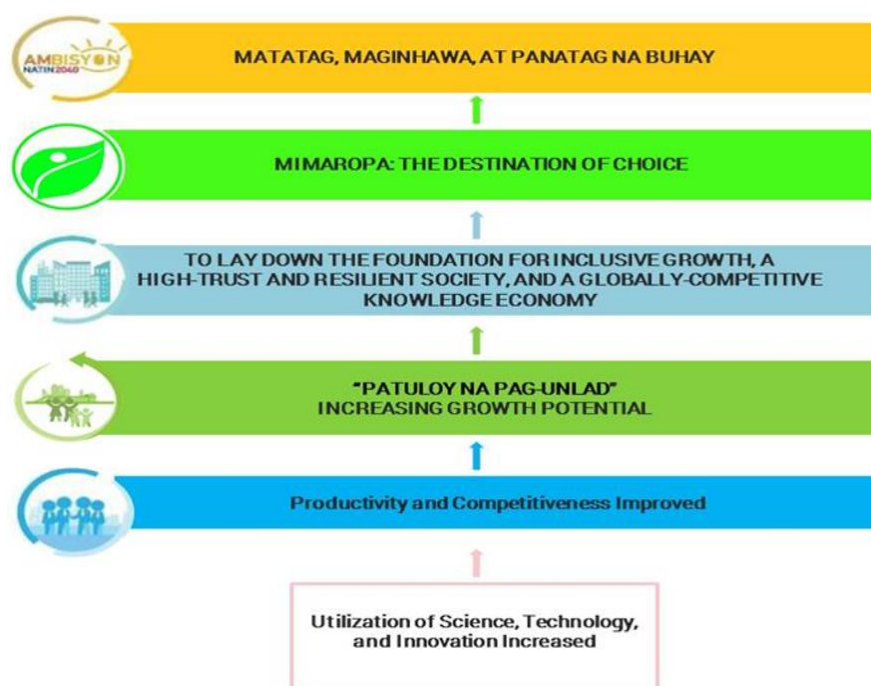 AMBISYON
NATIN2040
MATATAG, MAGINHAWA, AT PANATAG NA BUHAY
MIMAROPA: THE DESTINATION OF CHOICE
TO LAY DOWN THE FOUNDATION FOR INCLUSIVE GROWTH, A
HIGH-TRUST AND RESILIENT SOCIETY, AND A GLOBALLY-COMPETITIVE
KNOWLEDGE ECONOMY
“PATULOY NA PAG-UNLAD”
INCREASING GROWTH POTENTIAL
Productivity and Competitiveness Improved
Utilization of Science, Technology,
and Innovation Increased